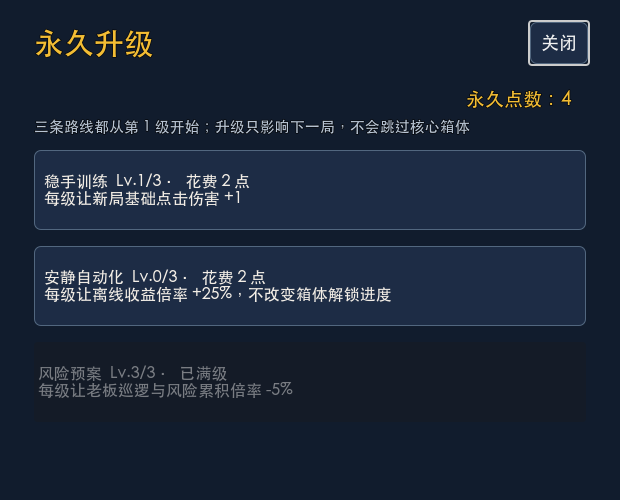 永久升级
关闭
永久点数：4
三条路线都从第 1 级开始；升级只影响下一局，不会跳过核心箱体
稳手训练 Lv.1/3 · 花费 2 点
每级让新局基础点击伤害 +1
安静自动化 Lv.0/3 · 花费 2 点
每级让离线收益倍率 +25%，不改变箱体解锁进度
风险预案 Lv.3/3 · 已满级
每级让老板巡逻与风险累积倍率 -5%